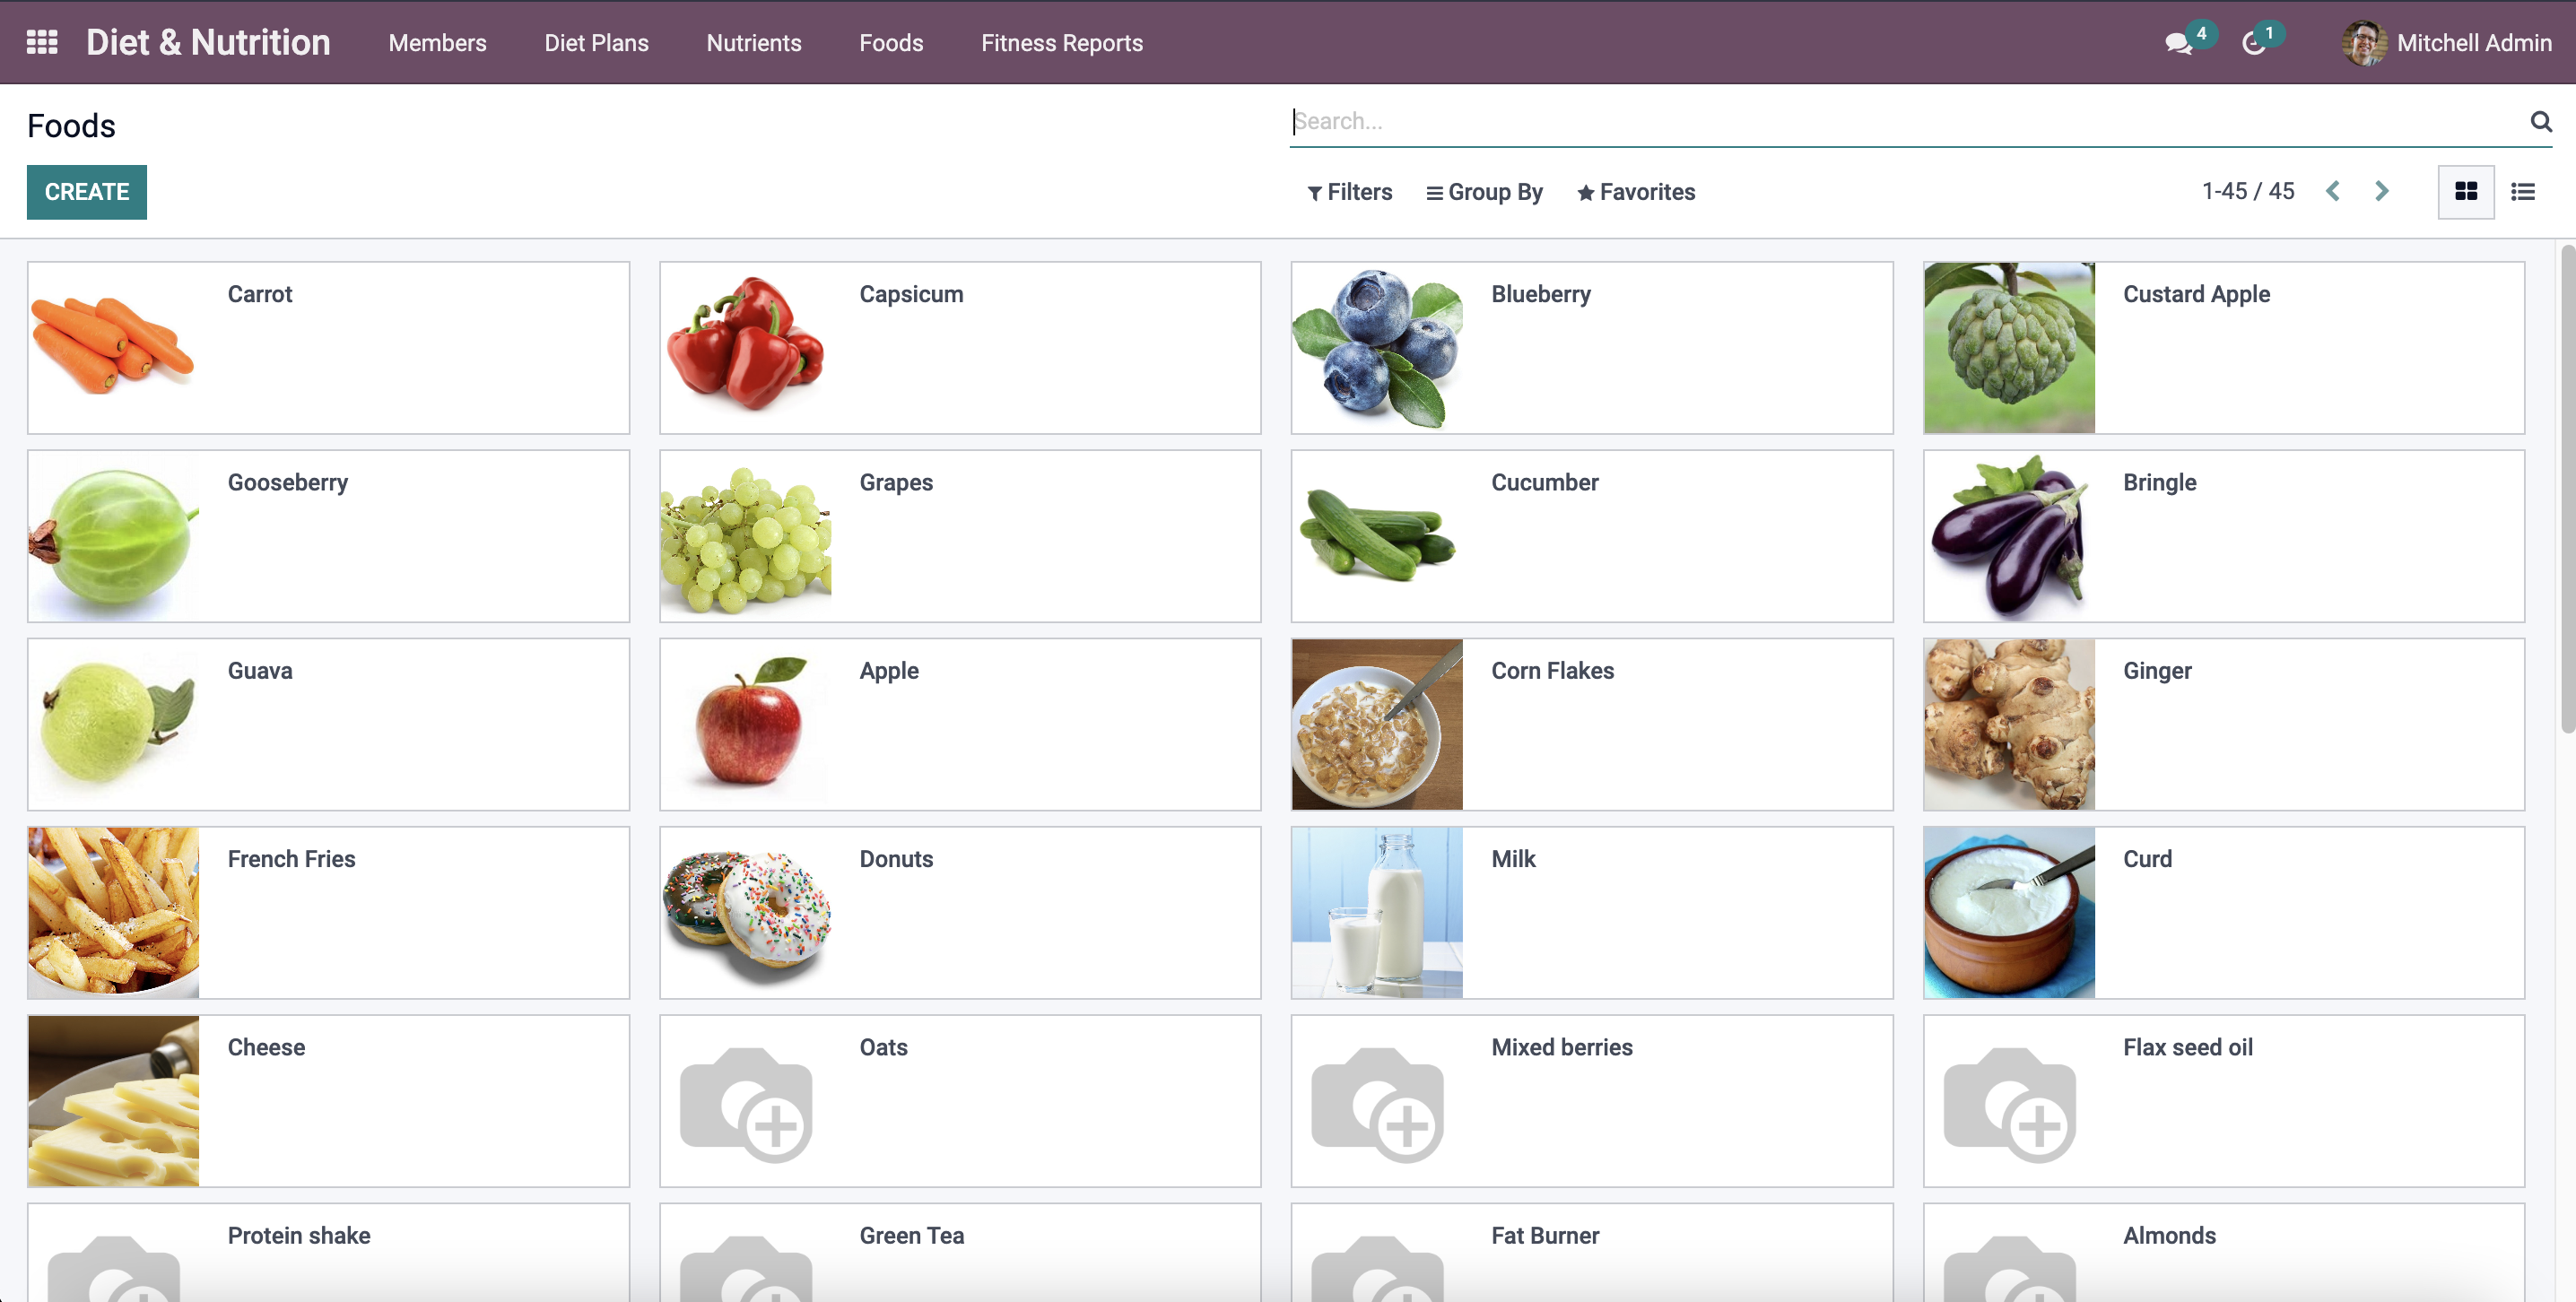 Diet & Nutrition Members Diet Plans Nutrients Foods Fitness Reports 4 1 Mitchell Admin
Foods Search...
CREATE Filters Group By Favorites 1-45 / 45
Carrot Capsicum Blueberry Custard Apple
Gooseberry Grapes Cucumber Bringle
Guava Apple Corn Flakes Ginger
French Fries Donuts Milk Curd
Cheese Oats Mixed berries Flax seed oil
Protein shake Green Tea Fat Burner Almonds